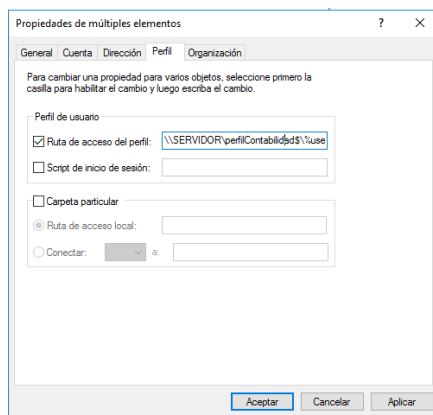 Propiedades de múltiples elementos ? ×
General Cuenta Dirección Perfil Organización
Para cambiar una propiedad para varios objetos, seleccione primero la
casilla para habilitar el cambio y luego escriba el cambio.
Perfil de usuario
Ruta de acceso del perfil: \\SERVIDOR\perfilContabilidad$\%use
Script de inicio de sesión:
Carpeta particular
Ruta de acceso local:
Conectar: a:
Aceptar Cancelar Aplicar